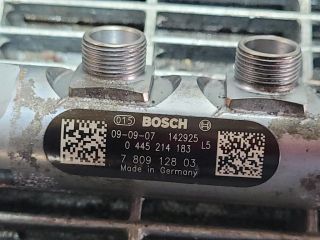 015 BOSCH
09-09-07 142925
0 445 214 183 L5
7 809 128 03
Made in Germany